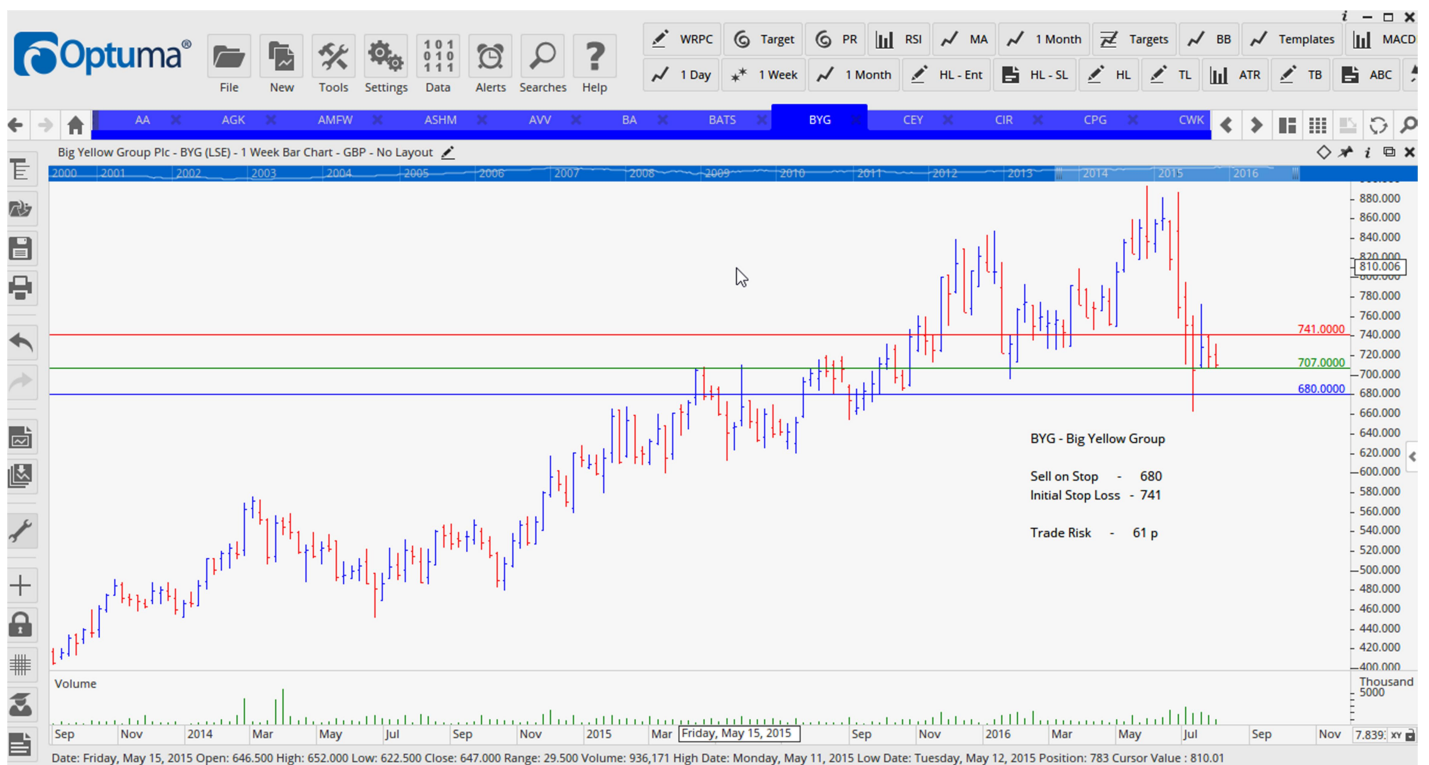 Optuma®
File New Tools Settings Data Alerts Searches Help
WRPC Target PR RSI MA 1 Month Targets BB Templates MACD
1 Day 1 Week 1 Month HL - Ent HL - SL HL TL ATR TB ABC
AA AGK AMFW ASHM AVV BA BATS BYG CEY CIR CPG CWK
Big Yellow Group Plc - BYG (LSE) - 1 Week Bar Chart - GBP - No Layout
2000 2001 2002 2003 2004 2005 2006 2007 2008 2009 2010 2011 2012 2013 2014 2015 2016
880.000
860.000
840.000
820.000
810.006
800.000
780.000
760.000
741.0000
740.000
720.000
707.0000
700.000
680.0000
680.000
660.000
BYG - Big Yellow Group
640.000
620.000
Sell on Stop - 680
600.000
Initial Stop Loss - 741
580.000
560.000
Trade Risk - 61 p
540.000
520.000
500.000
480.000
460.000
440.000
420.000
400.000
Volume
Thousand
5000
Sep Nov 2014 Mar May Jul Sep Nov 2015 Mar Friday, May 15, 2015 Sep Nov 2016 Mar May Jul Sep Nov XY
Date: Friday, May 15, 2015 Open: 646.500 High: 652.000 Low: 622.500 Close: 647.000 Range: 29.500 Volume: 936,171 High Date: Monday, May 11, 2015 Low Date: Tuesday, May 12, 2015 Position: 783 Cursor Value : 810.01